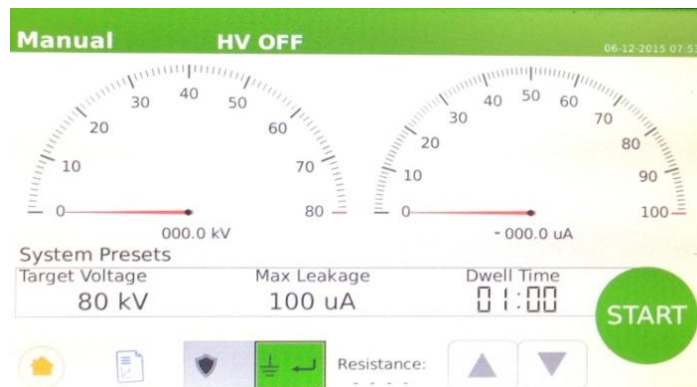 Manual HV OFF 06-12-2015 07:53
0 10 20 30 40 50 60 70 80
000.0 kV
0 10 20 30 40 50 60 70 80 90 100
- 000.0 uA
System Presets
Target Voltage Max Leakage Dwell Time
80 kV 100 uA 01:00
START
Resistance:
- - - -